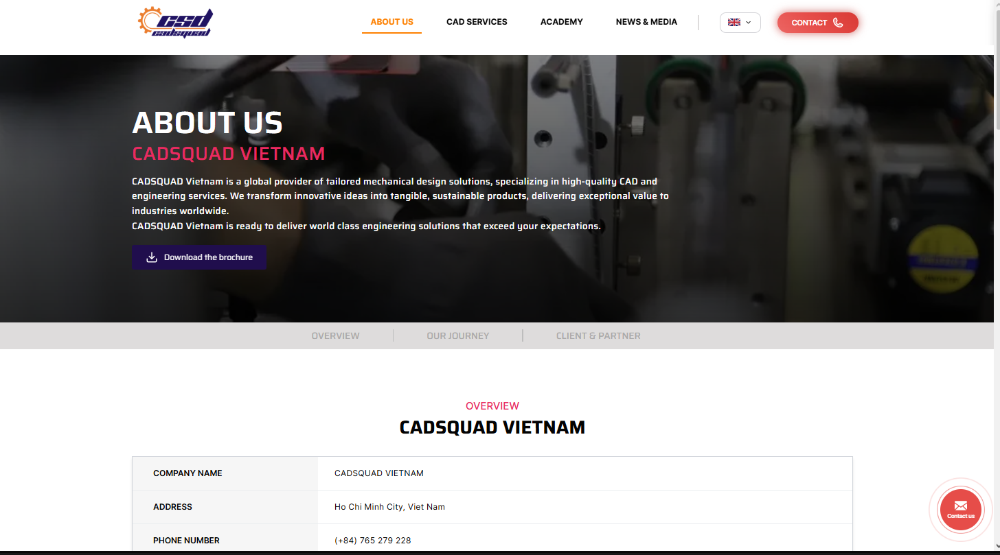 csd
cadsquad
ABOUT US
CAD SERVICES
ACADEMY
NEWS & MEDIA
CONTACT
ABOUT US
CADSQUAD VIETNAM
CADSQUAD Vietnam is a global provider of tailored mechanical design solutions, specializing in high-quality CAD and
engineering services. We transform innovative ideas into tangible, sustainable products, delivering exceptional value to
industries worldwide.
CADSQUAD Vietnam is ready to deliver world class engineering solutions that exceed your expectations.
Download the brochure
OVERVIEW
OUR JOURNEY
CLIENT & PARTNER
OVERVIEW
CADSQUAD VIETNAM
COMPANY NAME
CADSQUAD VIETNAM
ADDRESS
Ho Chi Minh City, Viet Nam
PHONE NUMBER
(+84) 765 279 228
Contact us